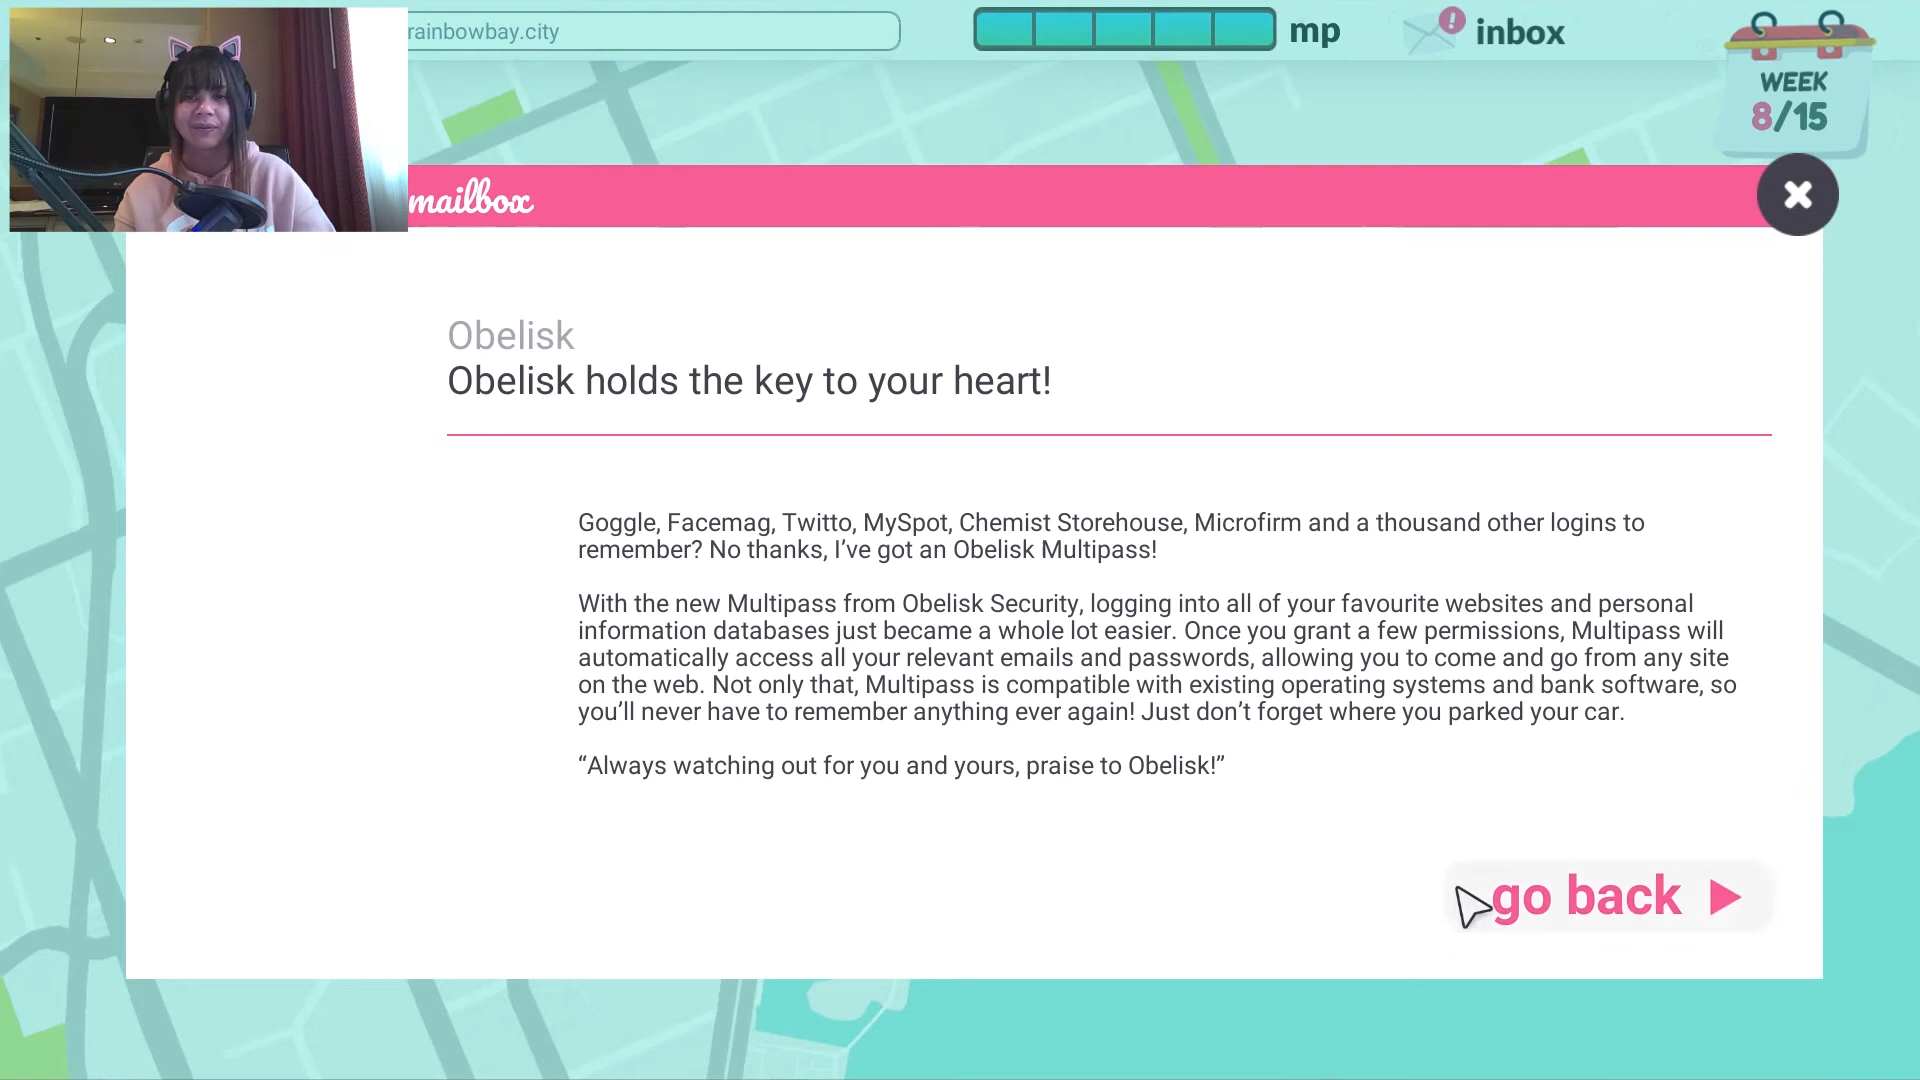 rainbowbay.city
mp
! inbox
WEEK
8/15
mailbox
Obelisk
Obelisk holds the key to your heart!
Goggle, Facemag, Twitto, MySpot, Chemist Storehouse, Microfirm and a thousand other logins to
remember? No thanks, I’ve got an Obelisk Multipass!
With the new Multipass from Obelisk Security, logging into all of your favourite websites and personal
information databases just became a whole lot easier. Once you grant a few permissions, Multipass will
automatically access all your relevant emails and passwords, allowing you to come and go from any site
on the web. Not only that, Multipass is compatible with existing operating systems and bank software, so
you’ll never have to remember anything ever again! Just don’t forget where you parked your car.
“Always watching out for you and yours, praise to Obelisk!”
go back